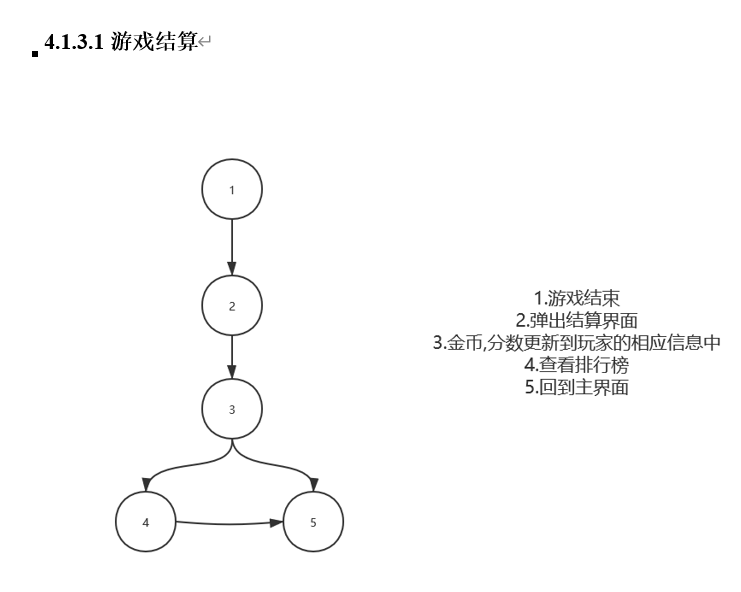 4.1.3.1 游戏结算
1
2
3
4
5
1.游戏结束
2.弹出结算界面
3.金币,分数更新到玩家的相应信息中
4.查看排行榜
5.回到主界面